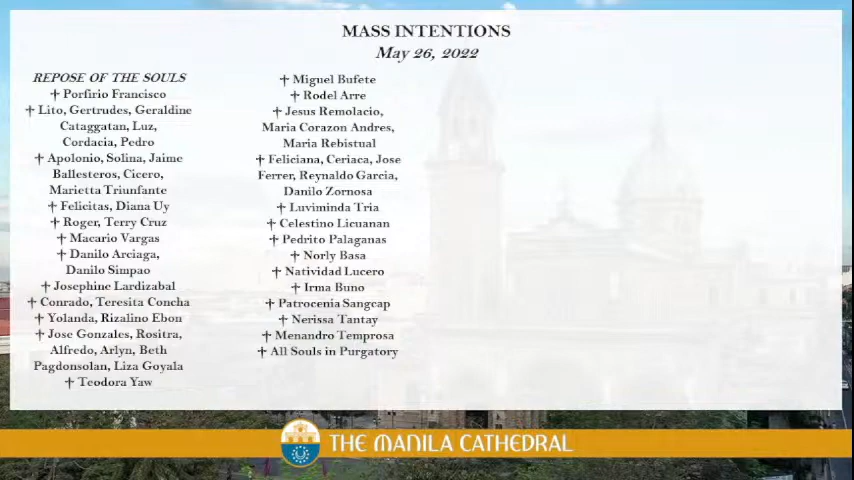 MASS INTENTIONS
May 26, 2022
REPOSE OF THE SOULS
✝ Porfirio Francisco
✝ Lito, Gertrudes, Geraldine
Cataggatan, Luz,
Cordacia, Pedro
✝ Apolonio, Solina, Jaime
Ballesteros, Cicero,
Marietta Triunfante
✝ Felicitas, Diana Uy
✝ Roger, Terry Cruz
✝ Macario Vargas
✝ Danilo Arciaga,
Danilo Simpao
✝ Josephine Lardizabal
✝ Conrado, Teresita Concha
✝ Yolanda, Rizalino Ebon
✝ Jose Gonzales, Rositra,
Alfredo, Arlyn, Beth
Pagdonsolan, Liza Goyala
✝ Teodora Yaw
✝ Miguel Bufete
✝ Rodel Arre
✝ Jesus Remolacio,
Maria Corazon Andres,
Maria Rebistual
✝ Feliciana, Ceriaca, Jose
Ferrer, Reynaldo Garcia,
Danilo Zornosa
✝ Luviminda Tria
✝ Celestino Licuanan
✝ Pedrito Palaganas
✝ Norly Basa
✝ Natividad Lucero
✝ Irma Buno
✝ Patrocenia Sangcap
✝ Nerissa Tantay
✝ Menandro Temprosa
✝ All Souls in Purgatory
THE MANILA CATHEDRAL